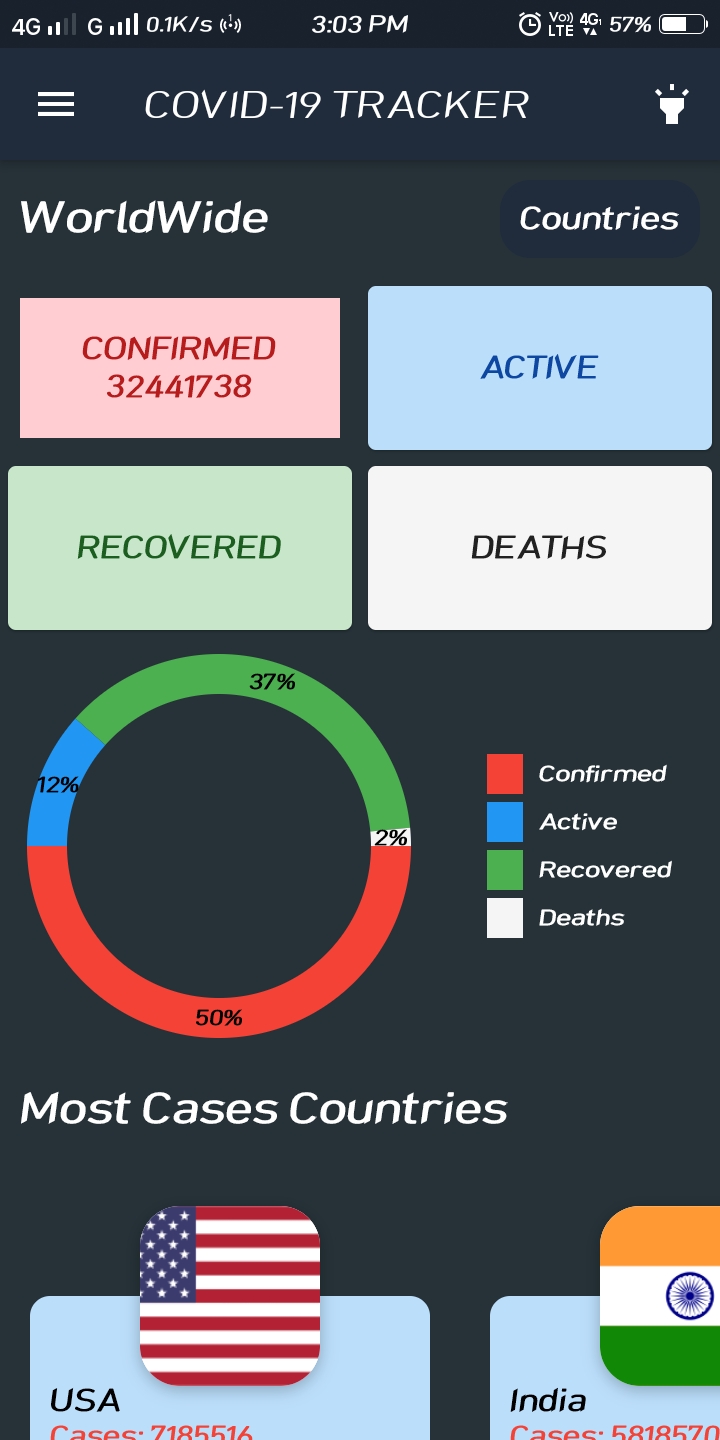 4G G 0.1K/s 3:03 PM Vo)) LTE 4G 57%
COVID-19 TRACKER
WorldWide
Countries
CONFIRMED
32441738
ACTIVE
RECOVERED
DEATHS
37%
12%
2%
50%
Confirmed
Active
Recovered
Deaths
Most Cases Countries
USA
Cases: 7185516
India
Cases: 5818570